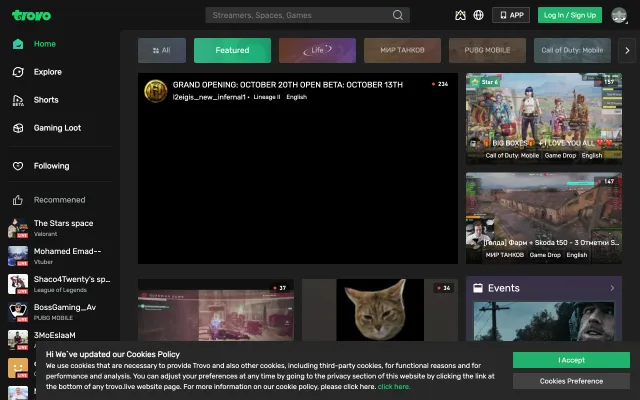 trovo
Streamers, Spaces, Games
APP
Log In / Sign Up
Home
Explore
BETA
Shorts
Gaming Loot
Following
Recommened
The Stars space
Valorant
LIVE
Mohamed Emad--
Vtuber
LIVE
Shaco4Twenty's sp...
League of Legends
LIVE
BossGaming_Av
PUBG MOBILE
LIVE
3MoEslaaM
All
Featured
Life
МИР ТАНКОВ
PUBG MOBILE
Call of Duty: Mobile
GRAND OPENING: OCTOBER 20TH OPEN BETA: OCTOBER 13TH
l2eigis_new_infernal1 • Lineage II English
234
Star 6
157
BIG BOXES + I LOVE YOU ALL
Call of Duty: Mobile Game Drop English
147
[Голда] Фарм + Skoda t50 - 3 Отметки S...
МИР ТАНКОВ Game Drop English
37
34
Events
Hi We`ve updated our Cookies Policy
We use cookies that are necessary to provide Trovo and also other cookies, including third-party cookies, for functional reasons and for
performance and analysis. You can adjust your preferences at any time by going to the privacy section of this website by clicking the link at
the bottom of any trovo.live website page. For more information on our cookie policy, please click here. click here.
I Accept
Cookies Preference